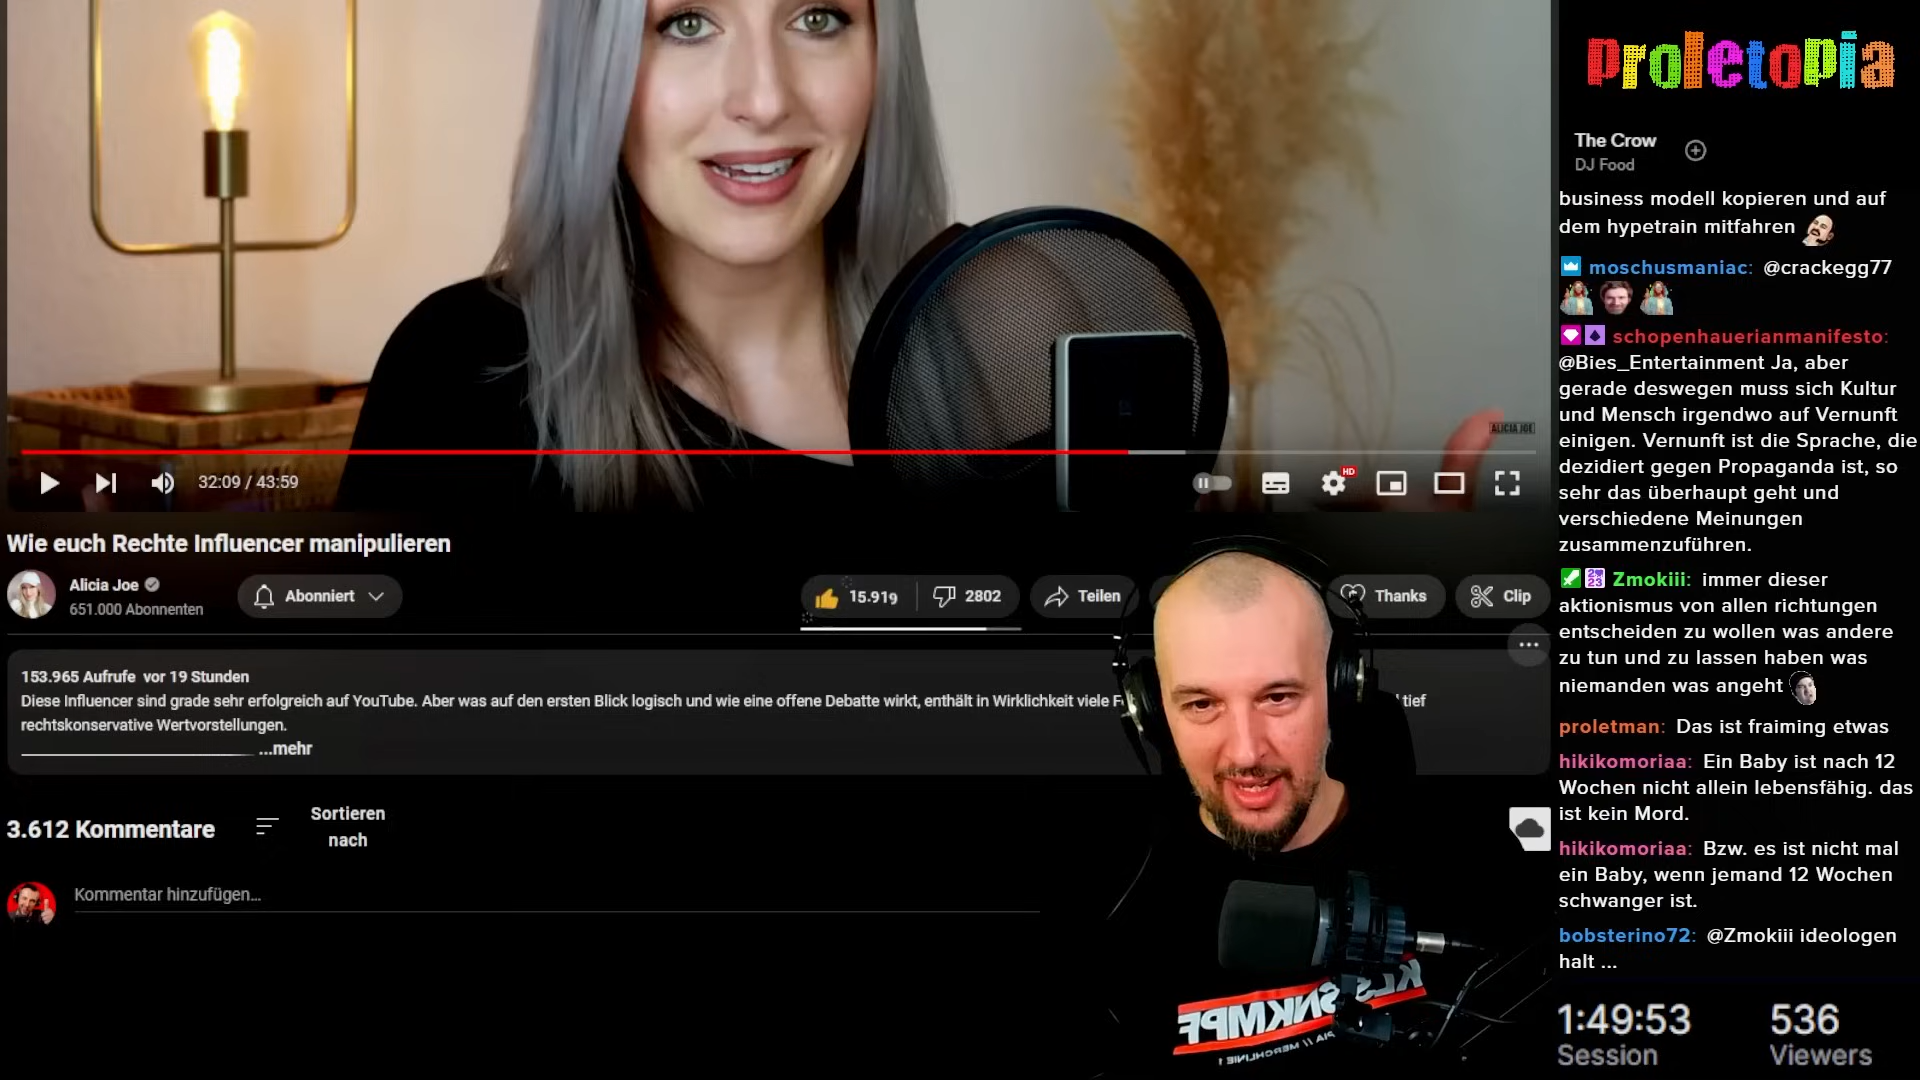 proletopia
The Crow
DJ Food
business modell kopieren und auf
dem hypetrain mitfahren
moschusmaniac: @crackegg77
schopenhauerianmanifesto:
@Bies_Entertainment Ja, aber
gerade deswegen muss sich Kultur
und Mensch irgendwo auf Vernunft
einigen. Vernunft ist die Sprache, die
dezidiert gegen Propaganda ist, so
sehr das überhaupt geht und
verschiedene Meinungen
zusammenzuführen.
Zmokiii: immer dieser
aktionismus von allen richtungen
entscheiden zu wollen was andere
zu tun und zu lassen haben was
niemanden was angeht
proletman: Das ist fraiming etwas
hikikomoriaa: Ein Baby ist nach 12
Wochen nicht allein lebensfähig. das
ist kein Mord.
hikikomoriaa: Bzw. es ist nicht mal
ein Baby, wenn jemand 12 Wochen
schwanger ist.
bobsterino72: @Zmokiii ideologen
halt ...
1:49:53 536
Session Viewers
ALICIA JOE
32:09 / 43:59
HD
Wie euch Rechte Influencer manipulieren
Alicia Joe
651.000 Abonnenten
Abonniert
15.919
2802
Teilen
Thanks
Clip
153.965 Aufrufe vor 19 Stunden
Diese Influencer sind grade sehr erfolgreich auf YouTube. Aber was auf den ersten Blick logisch und wie eine offene Debatte wirkt, enthält in Wirklichkeit viele tief
rechtskonservative Wertvorstellungen.
...mehr
3.612 Kommentare
Sortieren
nach
Kommentar hinzufügen...
KLSSNKMPF